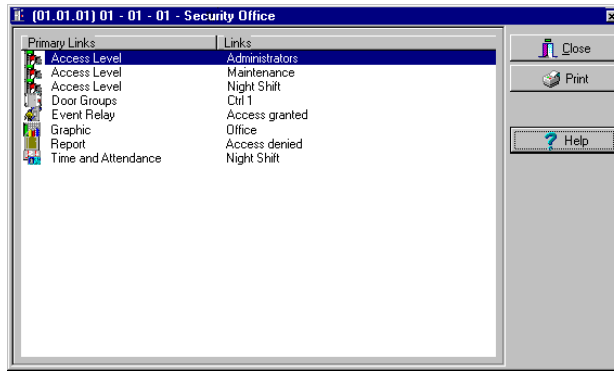 (01.01.01) 01 - 01 - 01 - Security Office
Primary Links Links
Access Level Administrators
Access Level Maintenance
Access Level Night Shift
Door Groups Ctrl 1
Event Relay Access granted
Graphic Office
Report Access denied
Time and Attendance Night Shift
Close
Print
Help